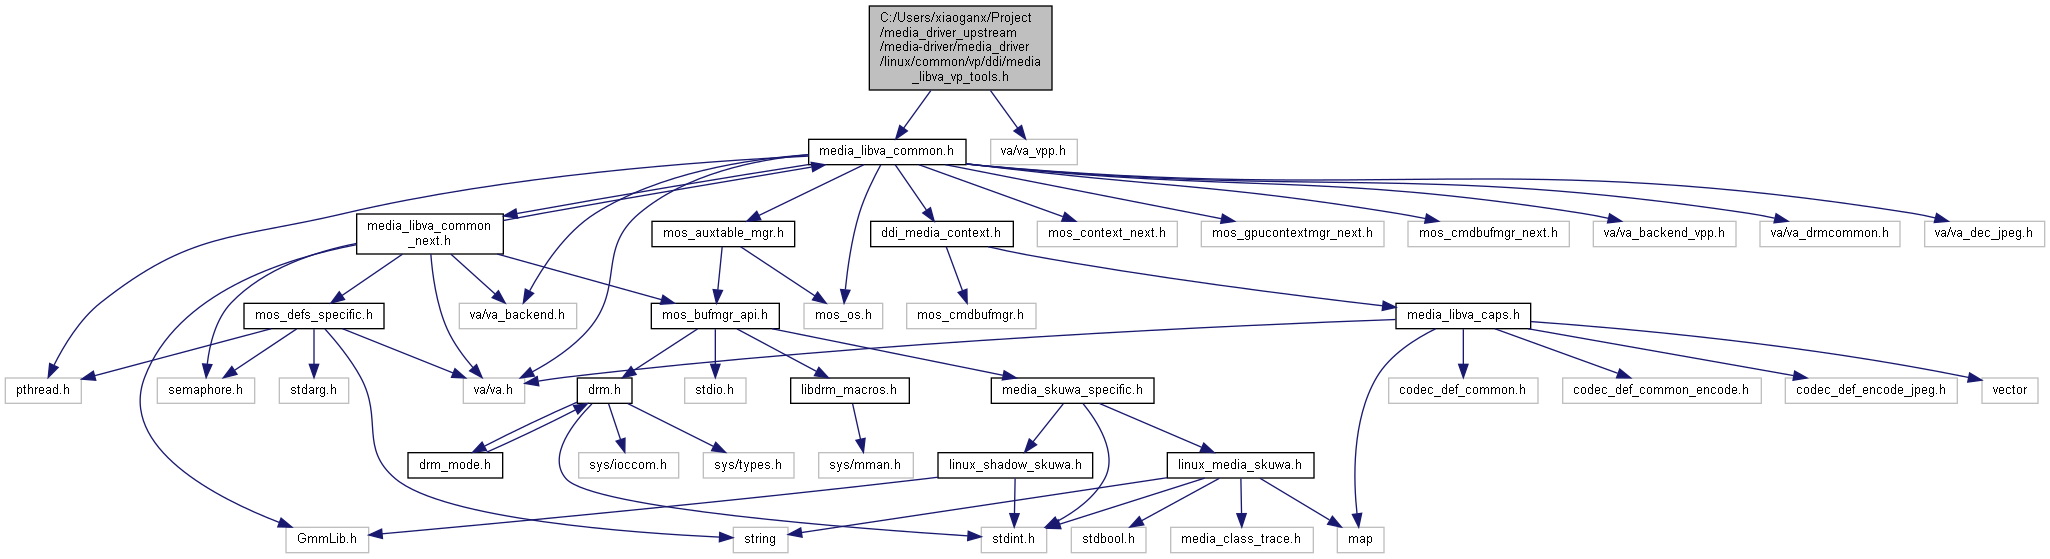 C:/Users/xiaoganx/Project
/media_driver_upstream
/media-driver/media_driver
/linux/common/vp/ddi/media
_libva_vp_tools.h
media_libva_common.h
va/va_vpp.h
media_libva_common
_next.h
mos_auxtable_mgr.h
ddi_media_context.h
mos_context_next.h
mos_gpucontextmgr_next.h
mos_cmdbufmgr_next.h
va/va_backend_vpp.h
va/va_drmcommon.h
va/va_dec_jpeg.h
mos_defs_specific.h
va/va_backend.h
mos_bufmgr_api.h
mos_os.h
mos_cmdbufmgr.h
media_libva_caps.h
pthread.h
semaphore.h
stdarg.h
va/va.h
drm.h
stdio.h
libdrm_macros.h
media_skuwa_specific.h
codec_def_common.h
codec_def_common_encode.h
codec_def_encode_jpeg.h
vector
drm_mode.h
sys/ioccom.h
sys/types.h
sys/mman.h
linux_shadow_skuwa.h
linux_media_skuwa.h
GmmLib.h
string
stdint.h
stdbool.h
media_class_trace.h
map